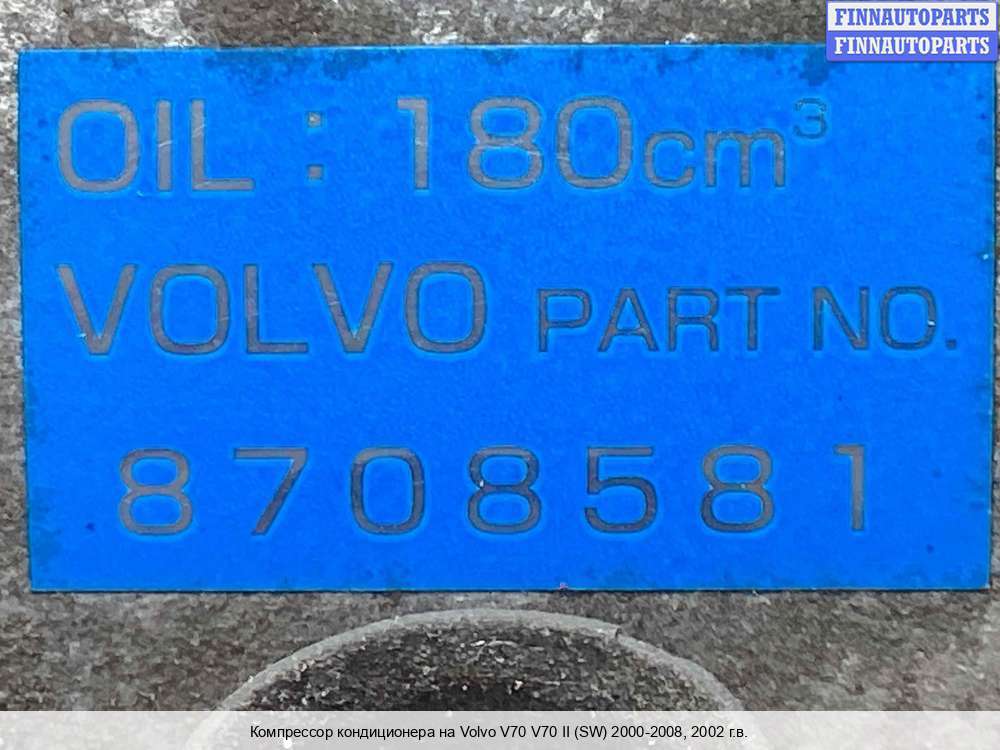 FINNAUTOPARTS
FINNAUTOPARTS
OIL : 180cm³
VOLVO PART NO.
8708581
Компрессор кондиционера на Volvo V70 V70 II (SW) 2000-2008, 2002 г.в.